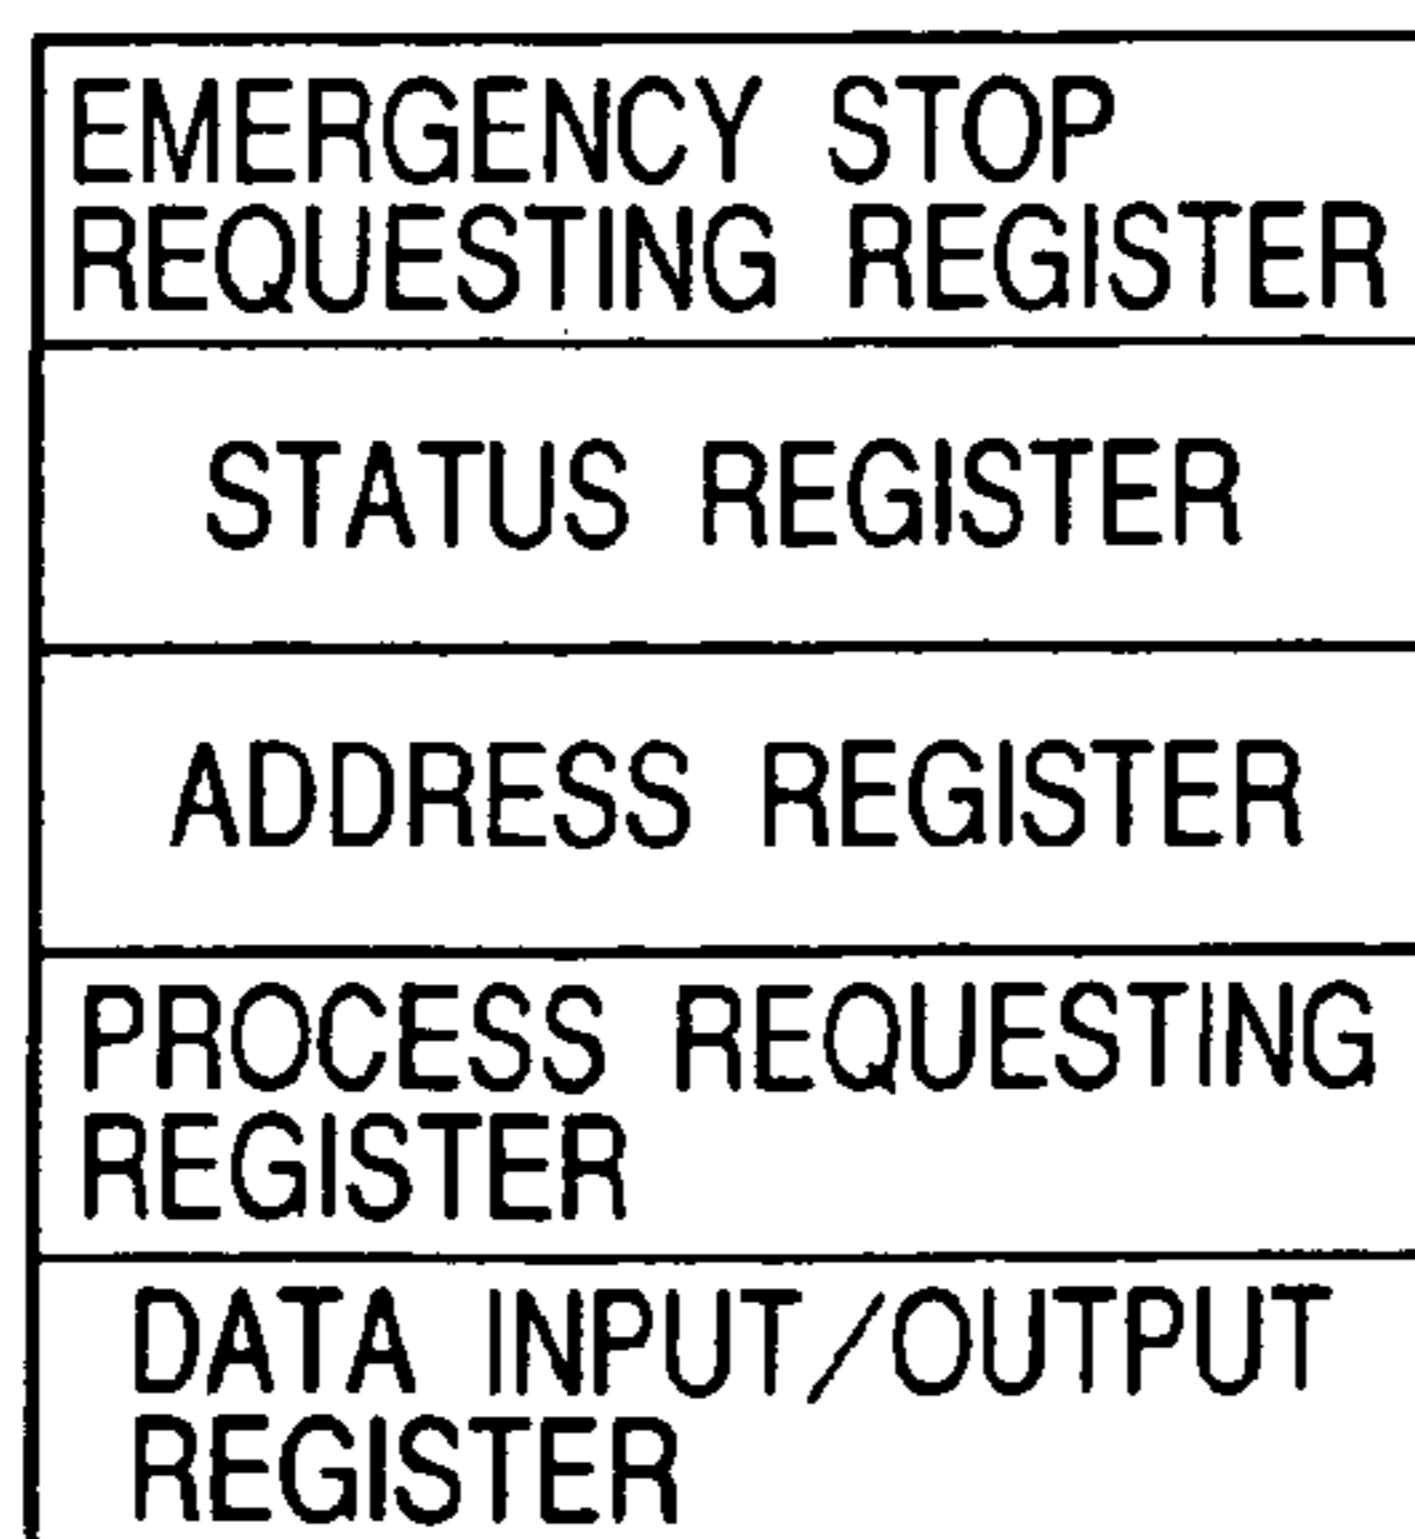 EMERGENCY STOP
REQUESTING REGISTER
STATUS REGISTER
ADDRESS REGISTER
PROCESS REQUESTING
REGISTER
DATA INPUT/OUTPUT
REGISTER